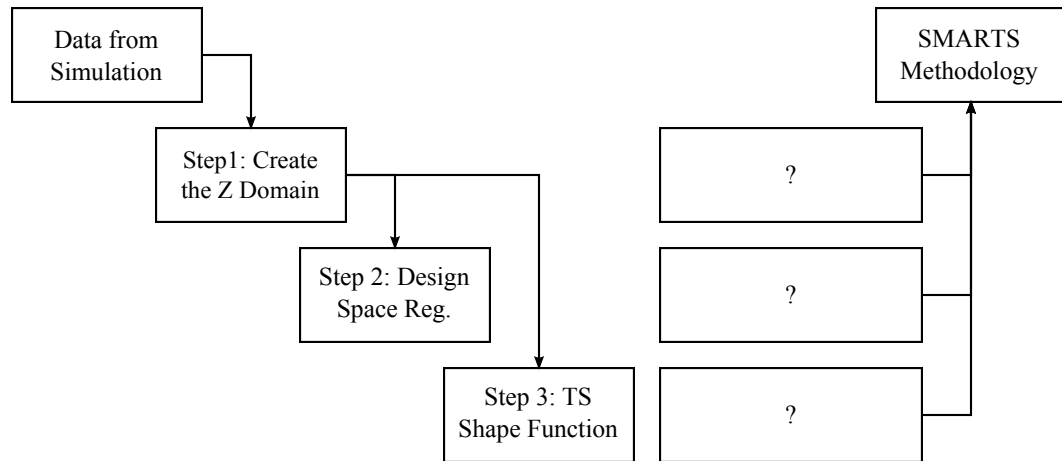 Data from
Simulation
SMARTS
Methodology
Step1: Create
the Z Domain
?
Step 2: Design
Space Reg.
?
Step 3: TS
Shape Function
?